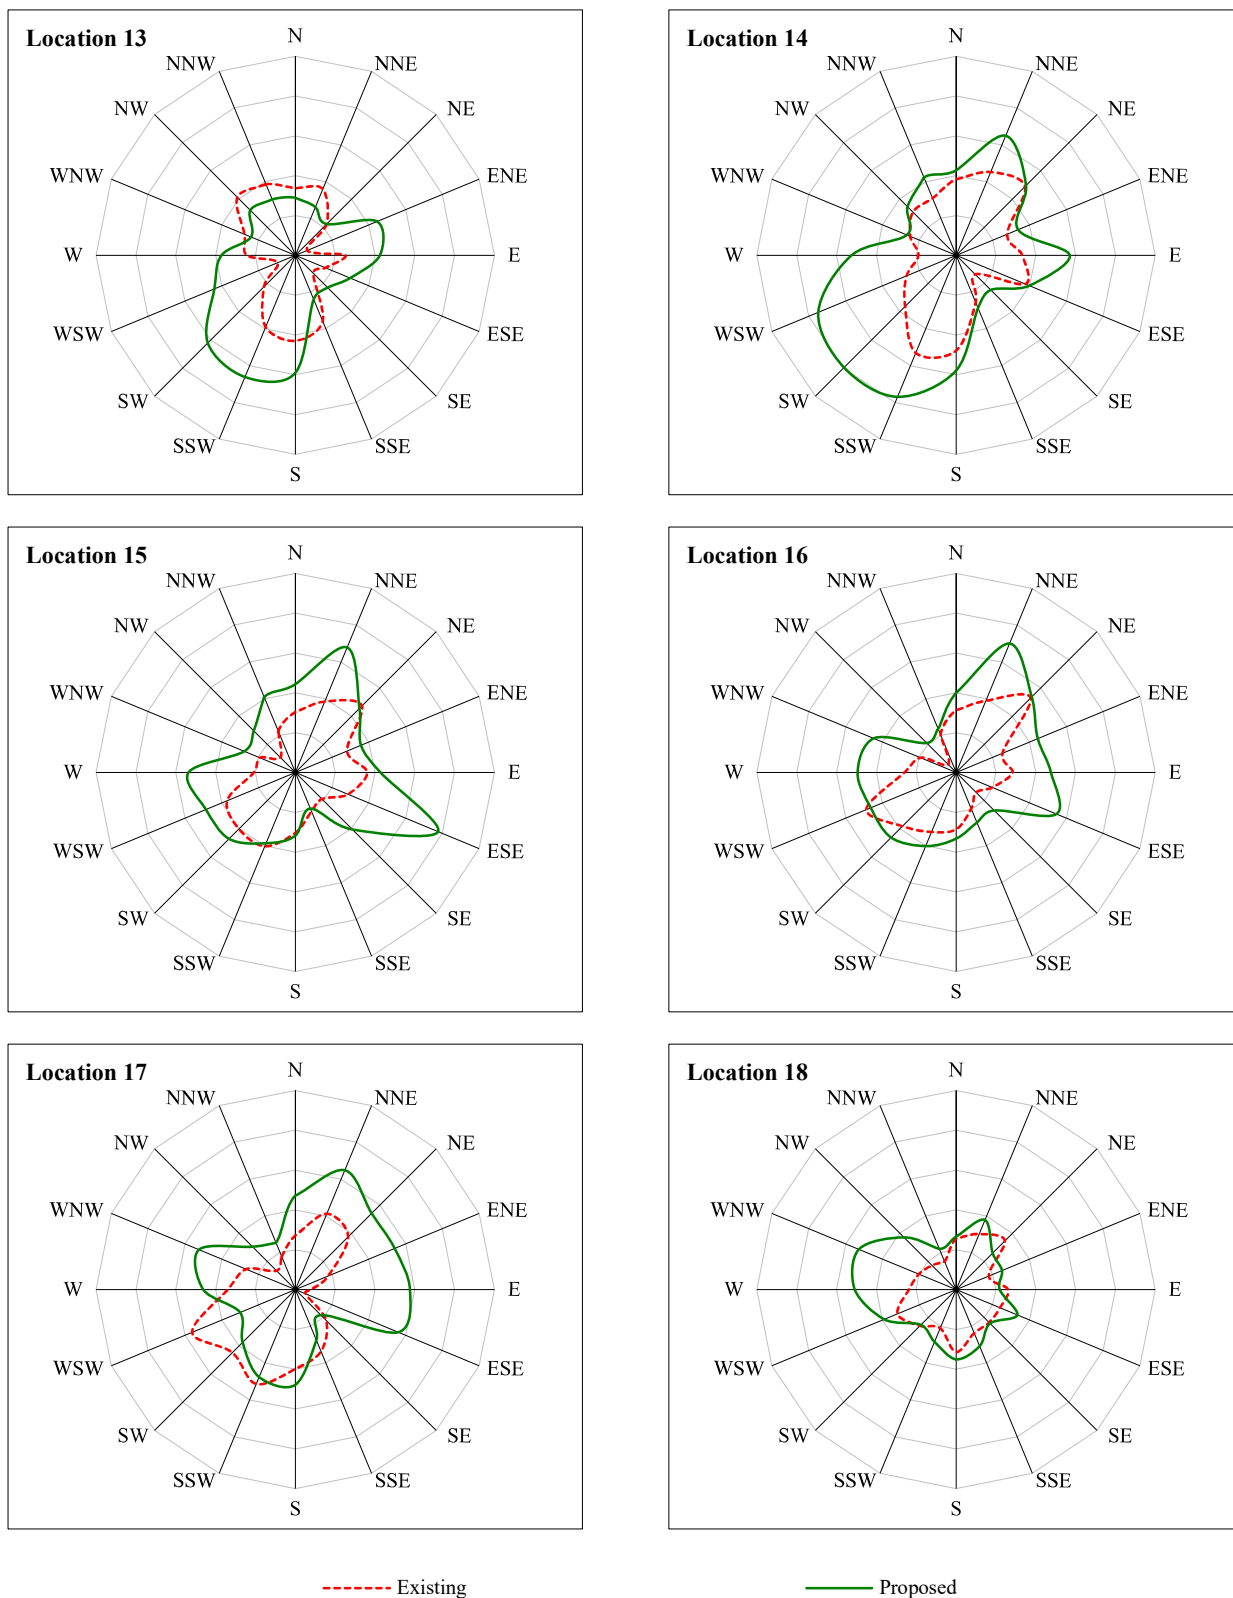 Location 13
N
NNE
NE
ENE
E
ESE
SE
SSE
S
SSW
SW
WSW
W
WNW
NW
NNW
Location 14
N
NNE
NE
ENE
E
ESE
SE
SSE
S
SSW
SW
WSW
W
WNW
NW
NNW
Location 15
N
NNE
NE
ENE
E
ESE
SE
SSE
S
SSW
SW
WSW
W
WNW
NW
NNW
Location 16
N
NNE
NE
ENE
E
ESE
SE
SSE
S
SSW
SW
WSW
W
WNW
NW
NNW
Location 17
N
NNE
NE
ENE
E
ESE
SE
SSE
S
SSW
SW
WSW
W
WNW
NW
NNW
Location 18
N
NNE
NE
ENE
E
ESE
SE
SSE
S
SSW
SW
WSW
W
WNW
NW
NNW
Existing
Proposed